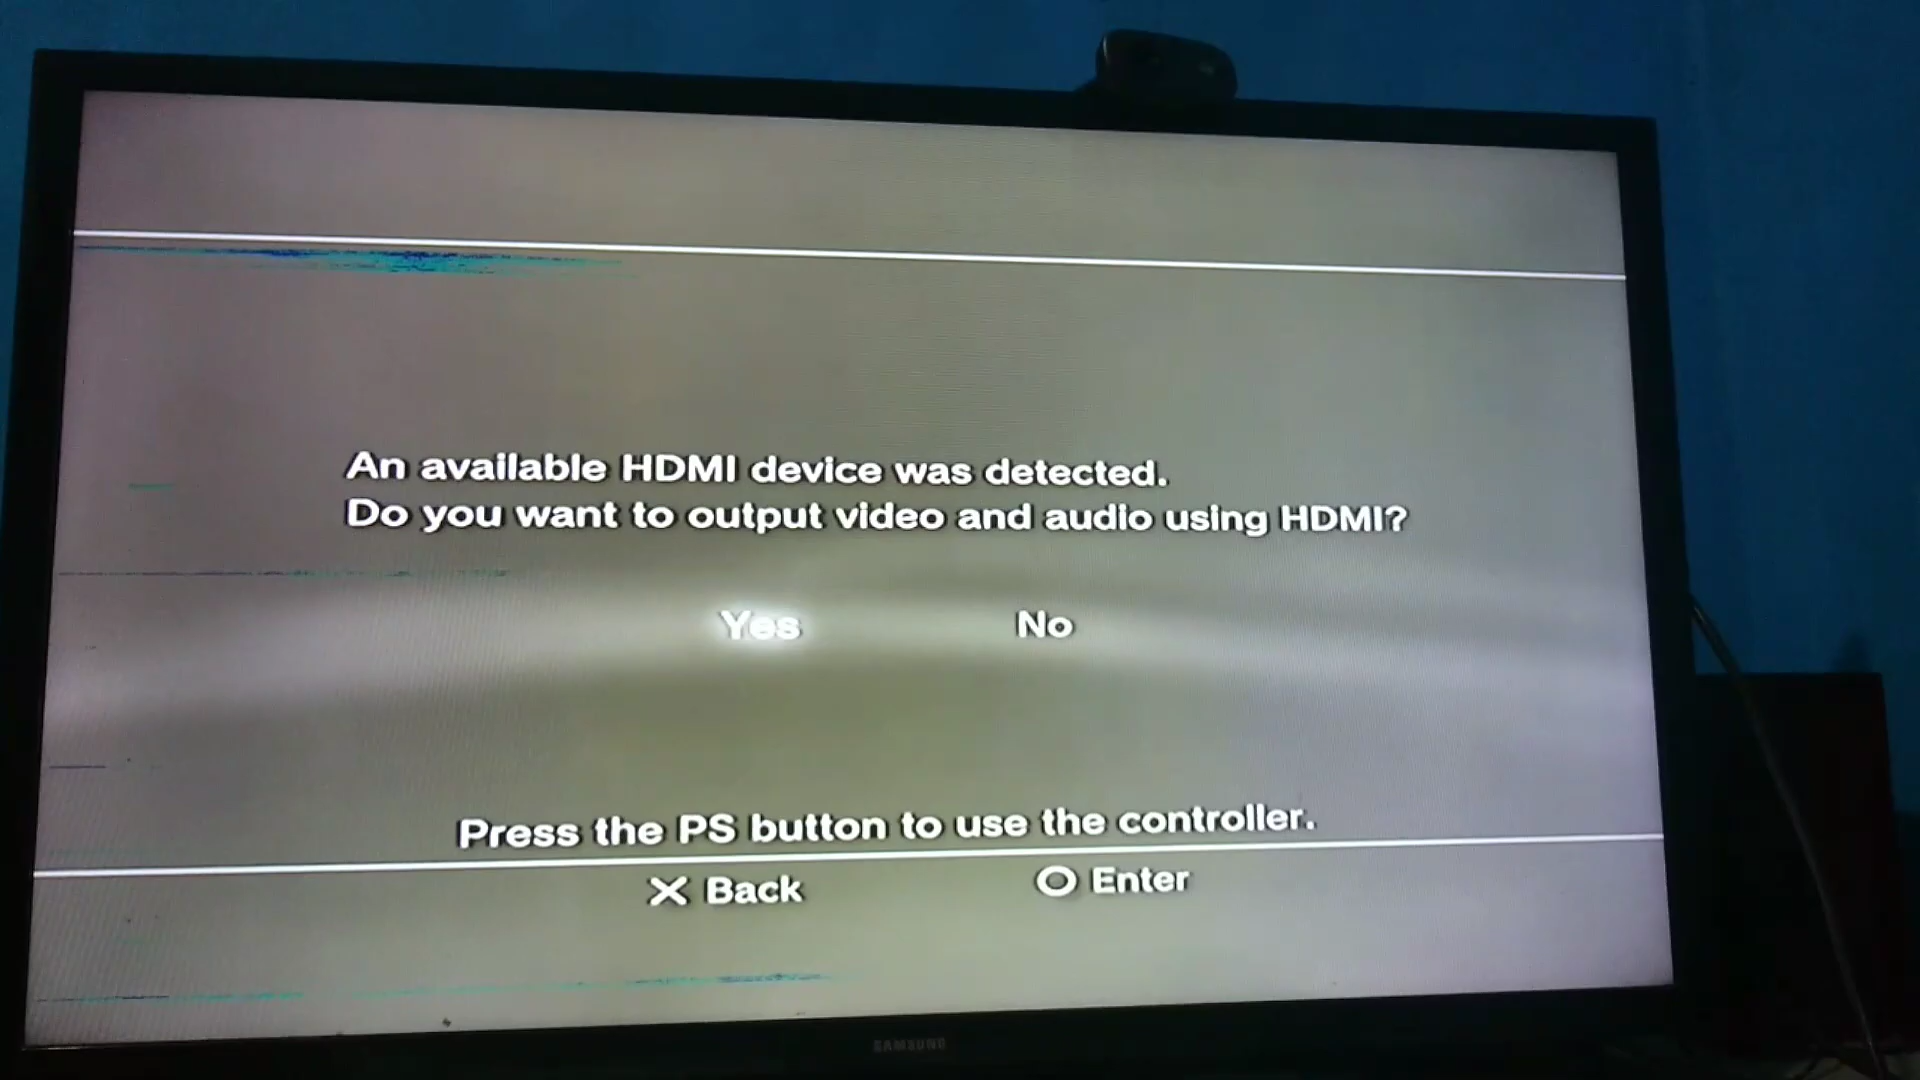 An available HDMI device was detected.
Do you want to output video and audio using HDMI?
Yes No
Press the PS button to use the controller.
X Back O Enter
SAMSUNG